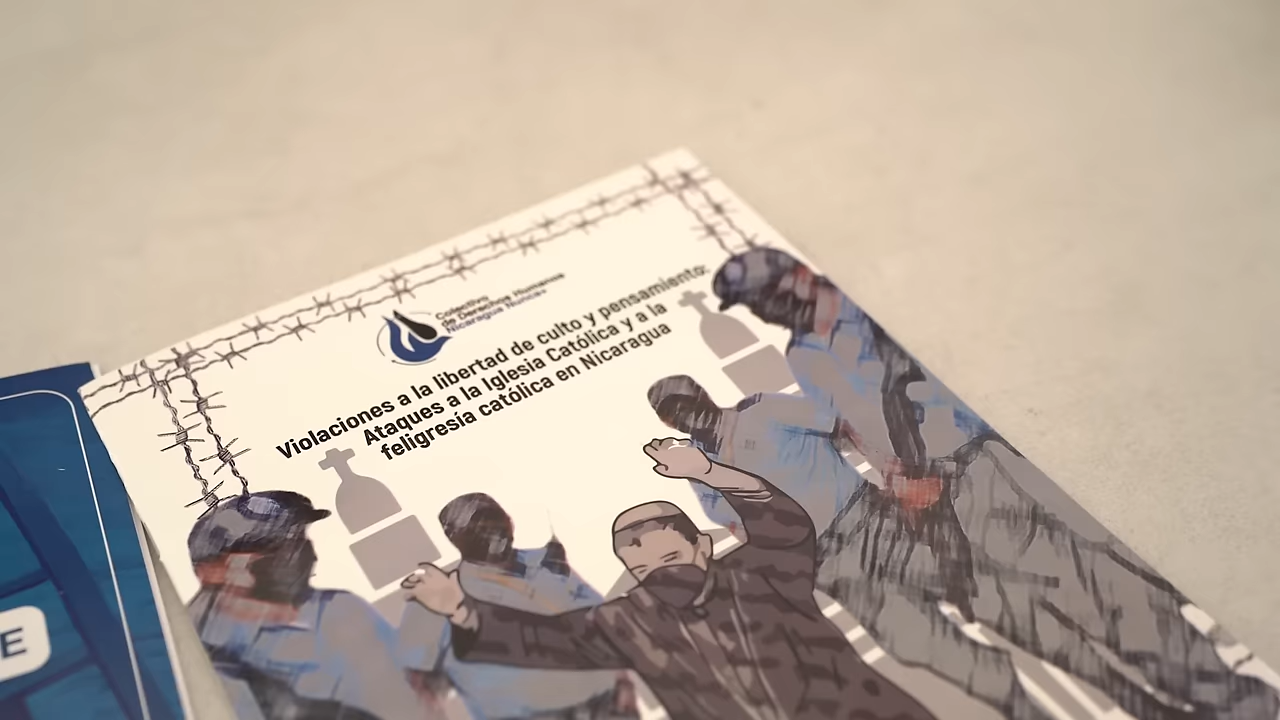 Colectivo
de Derechos Humanos
Nicaragua Nunca+
Violaciones a la libertad de culto y pensamiento:
Ataques a la Iglesia Católica y a la
feligresía católica en Nicaragua
E